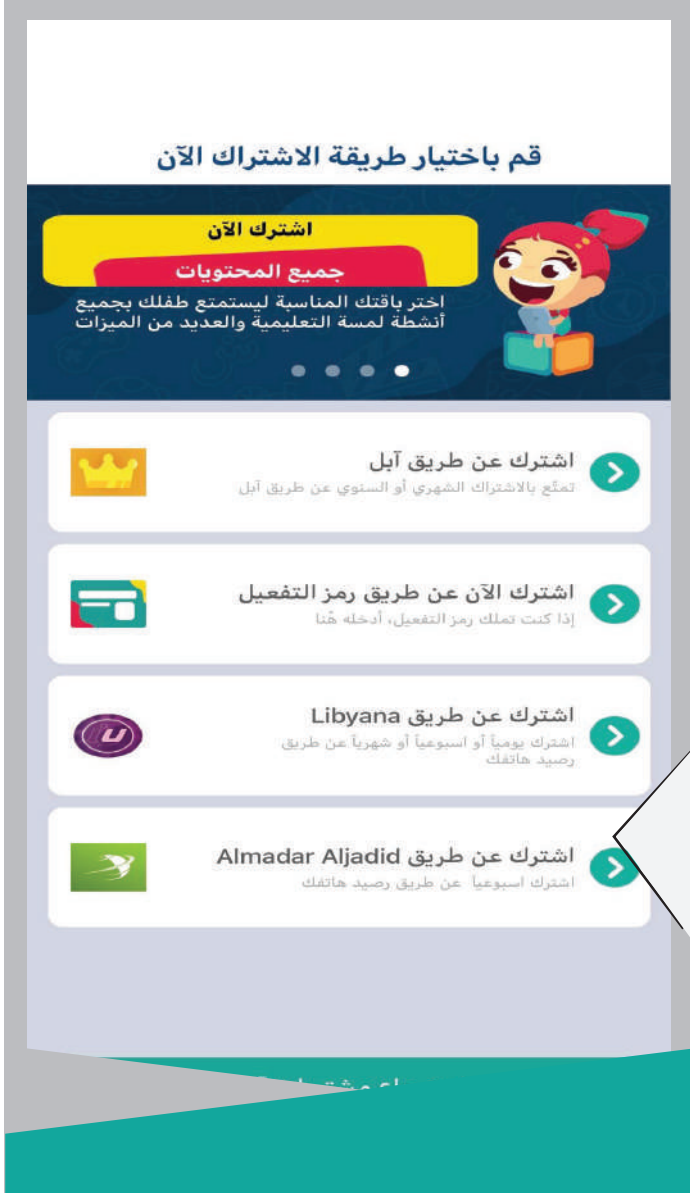 قم باختيار طريقة الاشتراك الآن
اشترك الآن
جميع المحتويات
اختر باقتك المناسبة ليستمتع طفلك بجميع
أنشطة لمسة التعليمية والعديد من الميزات
اشترك عن طريق آبل
تمتّع بالاشتراك الشهري أو السنوي عن طريق آبل
اشترك الآن عن طريق رمز التفعيل
إذا كنت تملك رمز التفعيل، أدخله هُنا
اشترك عن طريق Libyana
اشترك يومياً أو اسبوعياً أو شهرياً عن طريق
رصيد هاتفك
اشترك عن طريق Almadar Aljadid
اشترك اسبوعياً عن طريق رصيد هاتفك